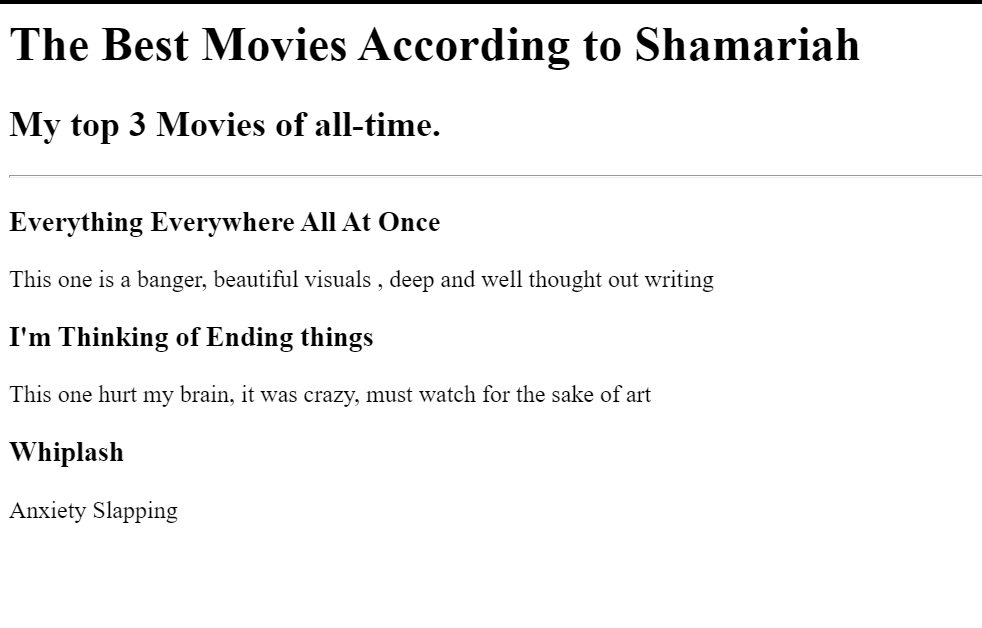 The Best Movies According to Shamariah
My top 3 Movies of all-time.
Everything Everywhere All At Once
This one is a banger, beautiful visuals , deep and well thought out writing
I'm Thinking of Ending things
This one hurt my brain, it was crazy, must watch for the sake of art
Whiplash
Anxiety Slapping